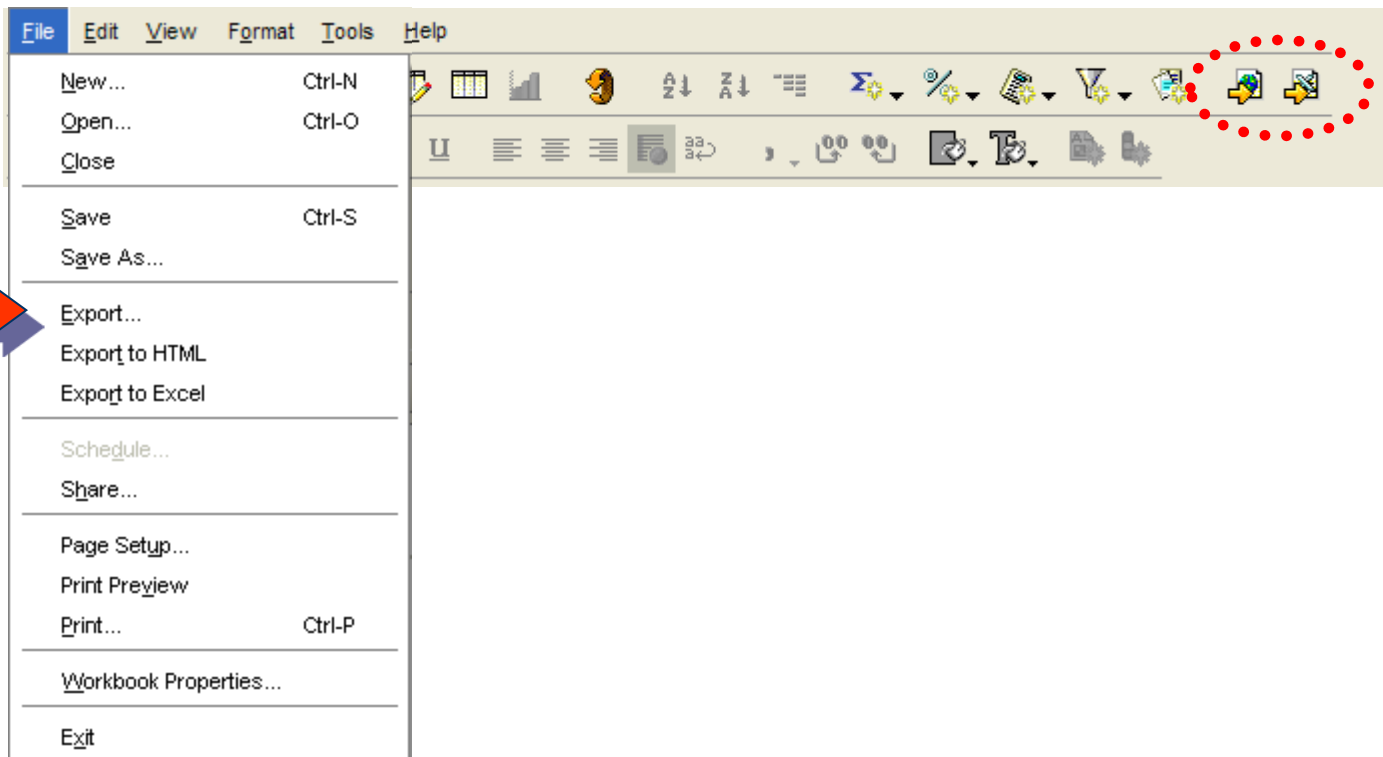 File Edit View Format Tools Help
New... Ctrl-N
Open... Ctrl-O
Close
Save Ctrl-S
Save As...
Export...
Export to HTML
Export to Excel
Schedule...
Share...
Page Setup...
Print Preview
Print... Ctrl-P
Workbook Properties...
Exit